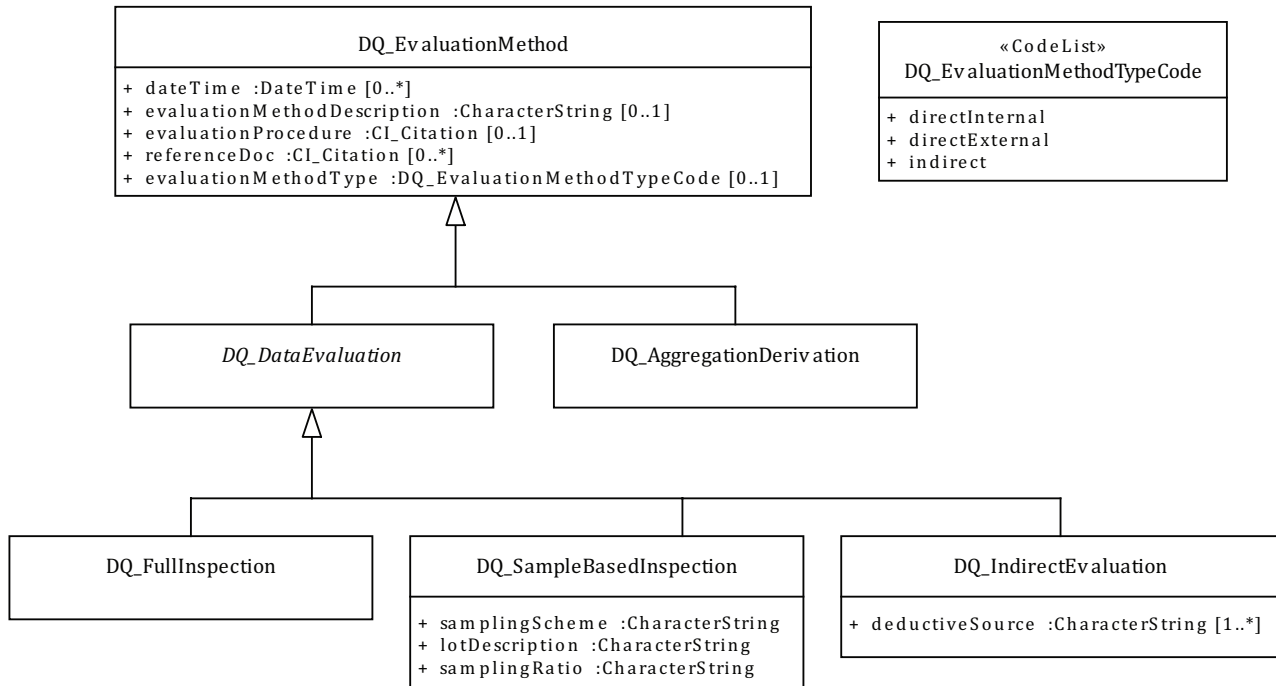 DQ_EvaluationMethod
+ dateTime :DateTime [0..*]
+ evaluationMethodDescription :CharacterString [0..1]
+ evaluationProcedure :CI_Citation [0..1]
+ referenceDoc :CI_Citation [0..*]
+ evaluationMethodType :DQ_EvaluationMethodTypeCode [0..1]
«CodeList»
DQ_EvaluationMethodTypeCode
+ directInternal
+ directExternal
+ indirect
DQ_DataEvaluation
DQ_AggregationDerivation
DQ_FullInspection
DQ_SampleBasedInspection
+ samplingScheme :CharacterString
+ lotDescription :CharacterString
+ samplingRatio :CharacterString
DQ_IndirectEvaluation
+ deductiveSource :CharacterString [1..*]